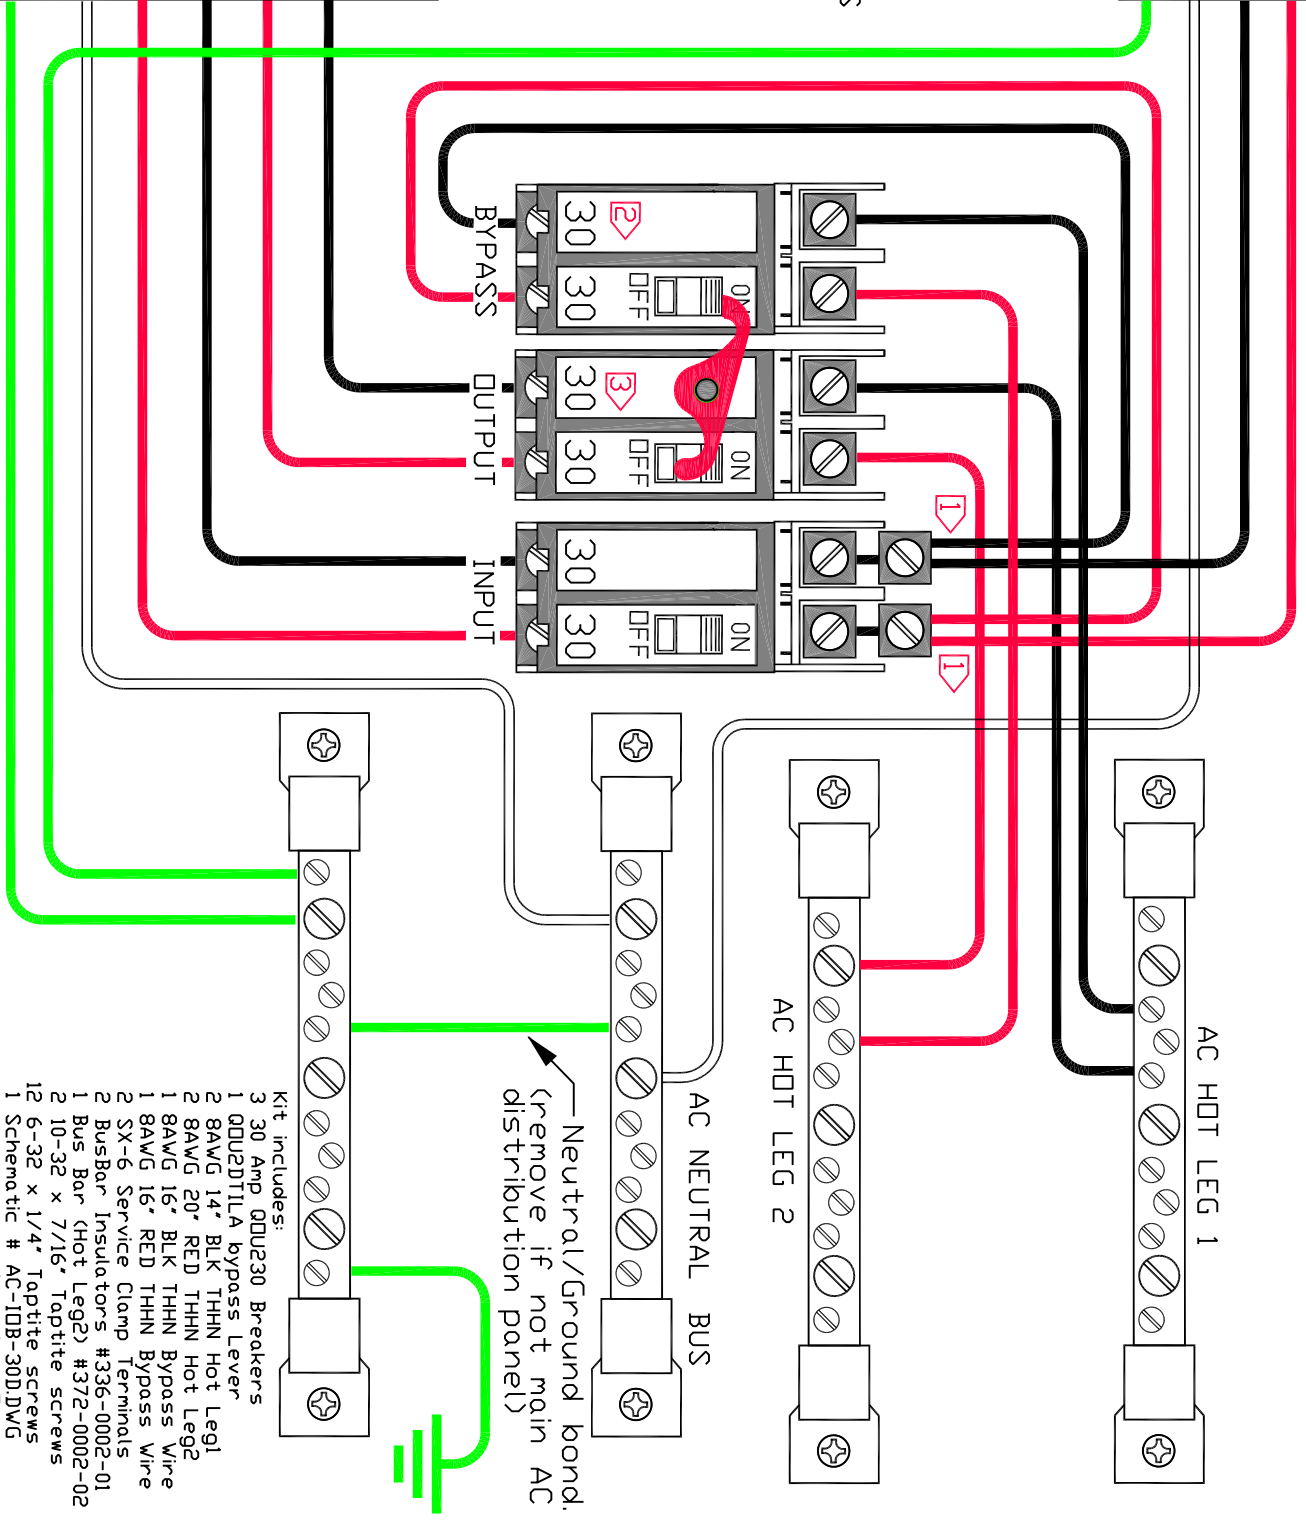 BYPASS
30
2
30
OFF
ON
OUTPUT
30
3
30
OFF
ON
INPUT
30
30
OFF
ON
1
1
AC HOT LEG 1
AC HOT LEG 2
AC NEUTRAL BUS
Neutral/Ground bond.
(remove if not main AC
distribution panel)
Kit includes:
3 30 Amp QOU230 Breakers
1 QOU2DTILA bypass Lever
2 8AWG 14" BLK THHN Hot Leg1
2 8AWG 20" RED THHN Hot Leg2
1 8AWG 16" BLK THHN Bypass Wire
1 8AWG 16" RED THHN Bypass Wire
2 SX-6 Service Clamp Terminals
2 BusBar Insulators #336-0002-01
1 Bus Bar (Hot Leg2) #372-0002-02
2 10-32 x 7/16" Taptite screws
12 6-32 x 1/4" Taptite screws
1 Schematic # AC-IOB-30D.DWG